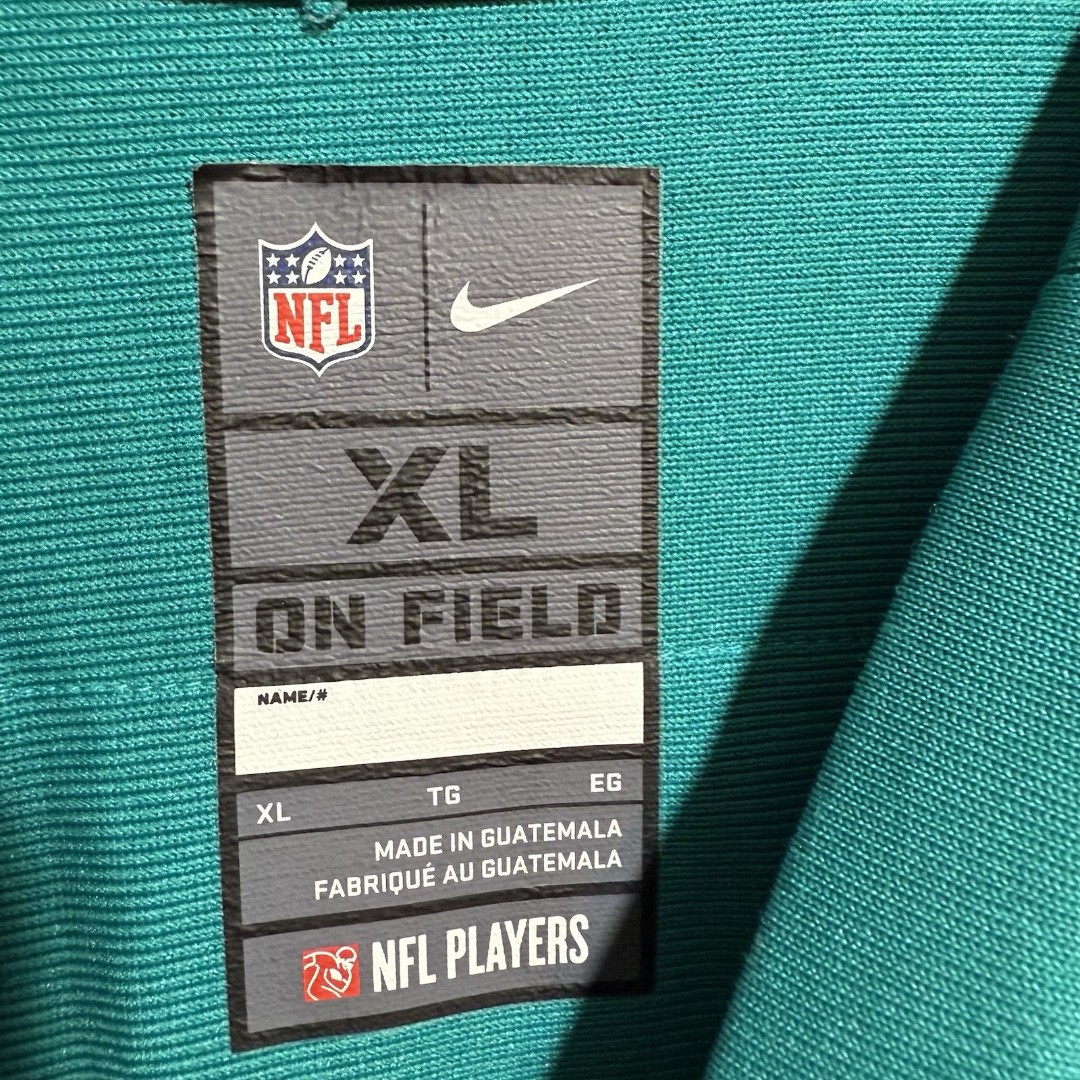 NFL
XL
ON FIELD
NAME/#
XL TG EG
MADE IN GUATEMALA
FABRIQUÉ AU GUATEMALA
NFL PLAYERS